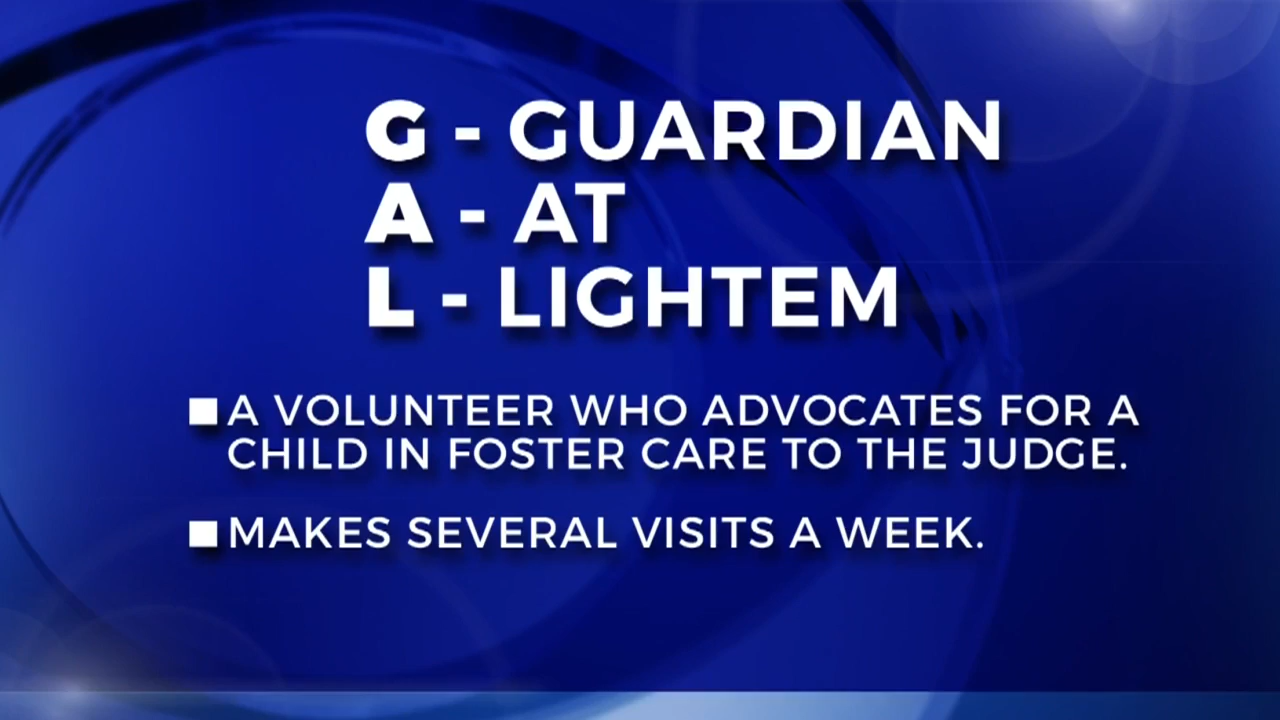 G - GUARDIAN
A - AT
L - LIGHTEM
■ A VOLUNTEER WHO ADVOCATES FOR A
CHILD IN FOSTER CARE TO THE JUDGE.
■ MAKES SEVERAL VISITS A WEEK.